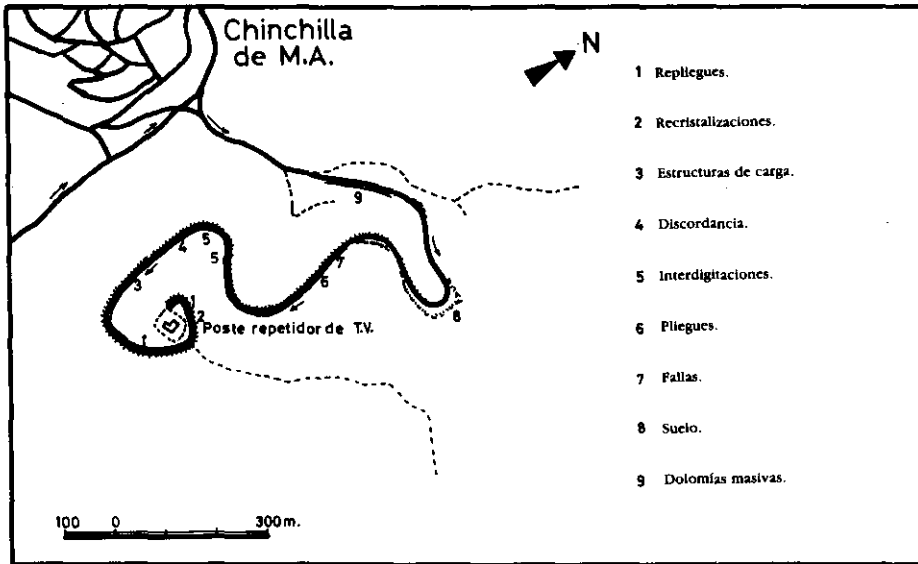 Chinchilla
de M.A.
N
1 Repliegues.
2 Recristalizaciones.
3 Estructuras de carga.
4 Discordancia.
5 Interdigitaciones.
6 Pliegues.
7 Fallas.
8 Suelo.
9 Dolomías masivas.
9
5
4
5
7
3
6
8
1
2
Poste repetidor de T.V.
1
100 0 300 m.